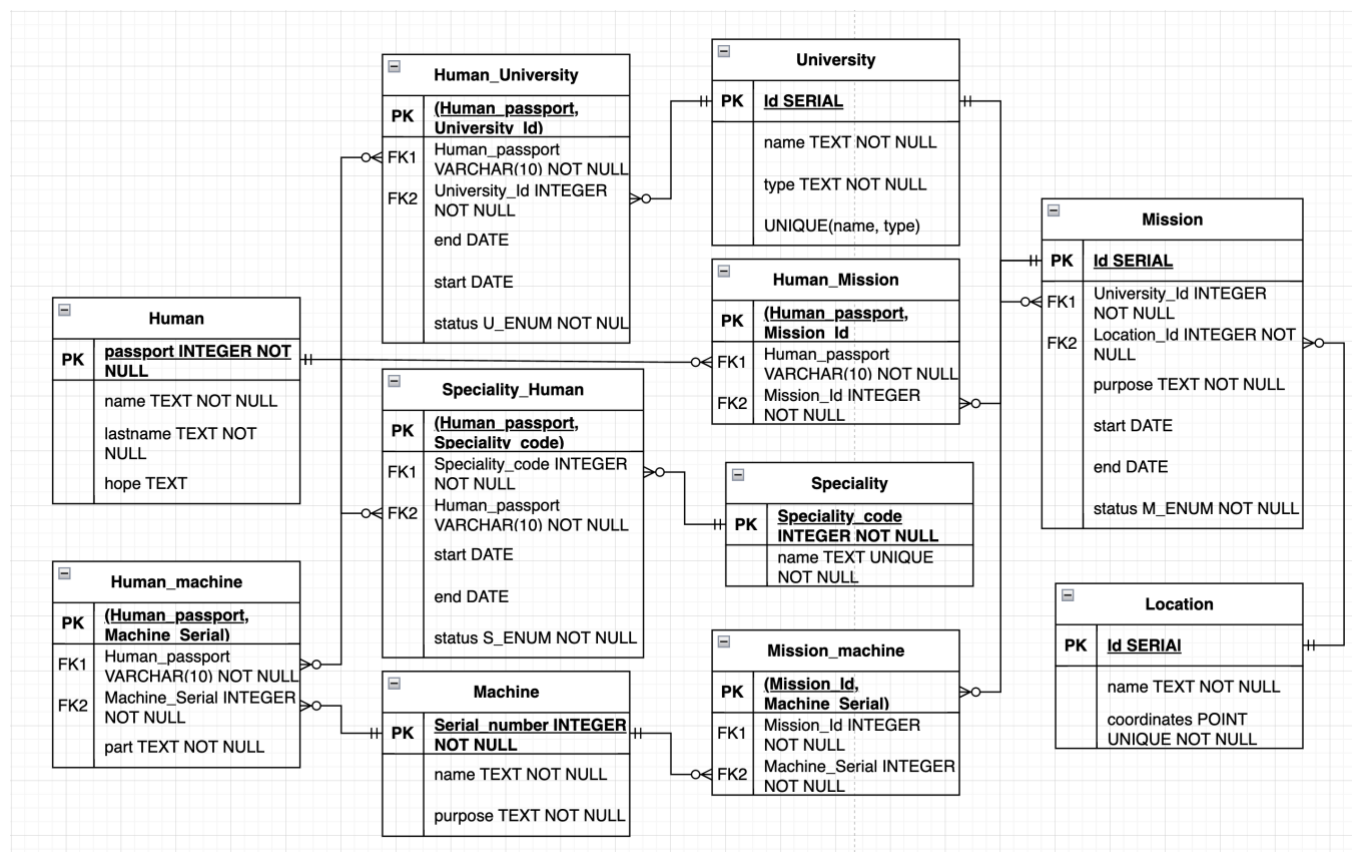 Human_University
PK
(Human_passport,
University_Id)
FK1
Human_passport
VARCHAR(10) NOT NULL
FK2
University_Id INTEGER
NOT NULL
end DATE
start DATE
status U_ENUM NOT NUL
University
PK
Id SERIAL
name TEXT NOT NULL
type TEXT NOT NULL
UNIQUE(name, type)
Mission
PK
Id SERIAL
FK1
University_Id INTEGER
NOT NULL
FK2
Location_Id INTEGER NOT
NULL
purpose TEXT NOT NULL
start DATE
end DATE
status M_ENUM NOT NULL
Human_Mission
PK
(Human_passport,
Mission_Id
FK1
Human_passport
VARCHAR(10) NOT NULL
FK2
Mission_Id INTEGER
NOT NULL
Human
PK
passport INTEGER NOT
NULL
name TEXT NOT NULL
lastname TEXT NOT
NULL
hope TEXT
Speciality_Human
PK
(Human_passport,
Speciality_code)
FK1
Speciality_code INTEGER
NOT NULL
FK2
Human_passport
VARCHAR(10) NOT NULL
start DATE
end DATE
status S_ENUM NOT NULL
Speciality
PK
Speciality_code
INTEGER NOT NULL
name TEXT UNIQUE
NOT NULL
Human_machine
PK
(Human_passport,
Machine_Serial)
FK1
Human_passport
VARCHAR(10) NOT NULL
FK2
Machine_Serial INTEGER
NOT NULL
part TEXT NOT NULL
Machine
PK
Serial_number INTEGER
NOT NULL
name TEXT NOT NULL
purpose TEXT NOT NULL
Mission_machine
PK
(Mission_Id,
Machine_Serial)
FK1
Mission_Id INTEGER
NOT NULL
FK2
Machine_Serial INTEGER
NOT NULL
Location
PK
Id SERIAl
name TEXT NOT NULL
coordinates POINT
UNIQUE NOT NULL